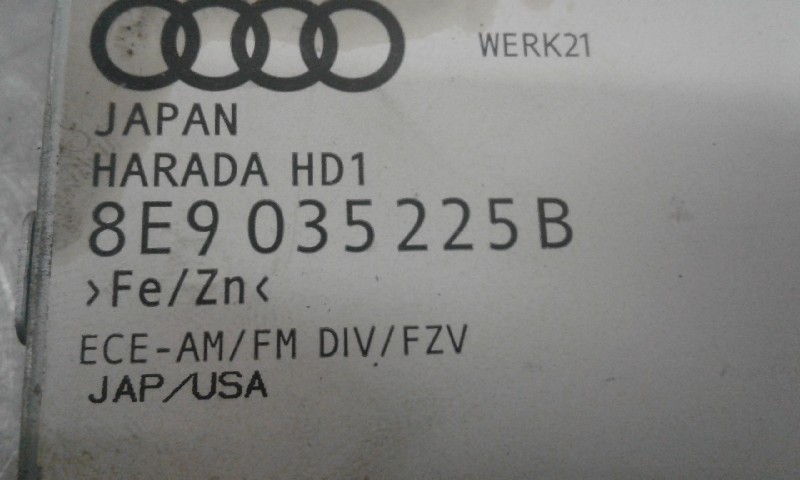 WERK21
JAPAN
HARADA HD1
8E9 035 225 B
>Fe/Zn<
ECE-AM/FM DIV/FZV
JAP/USA